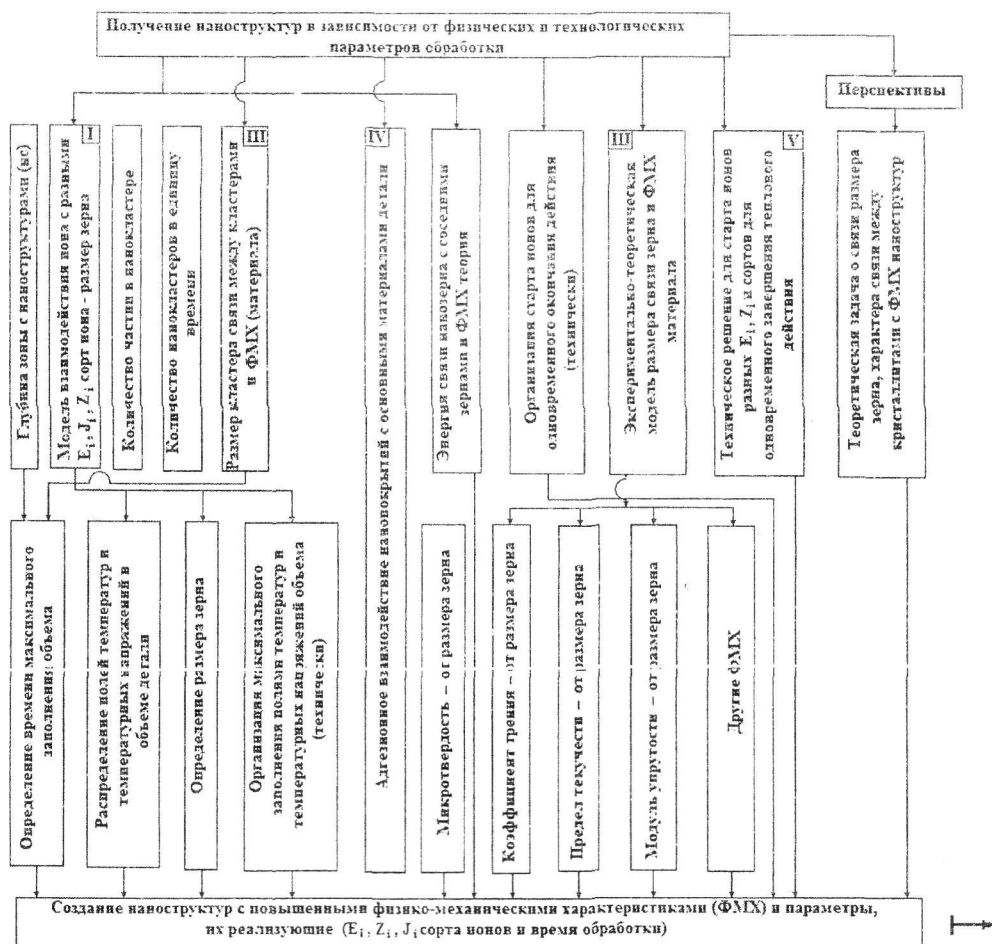 Получение наноструктур в зависимости от физических и технологических
параметров обработки
Перспективы
Глубина зоны с наноструктурами (нс)
I
Модель взаимодействия иона с разными
E_i, J_i, Z_i сорт иона - размер зерна
Количество частиц в нанокластере
Количество нанокластеров в единицу
времени
III
Размер кластера связи между кластерами
и ФМХ (материала)
IV
Адгезионное взаимодействие нанопокрытий с основными материалами детали
Энергия связи нанозерна с соседними
зернами и ФМХ теория
Организация старта ионов для
одновременного окончания действия
(технически)
III
Эксперименталько-теоретическая
модель размера связи зерна и ФМХ
материала
V
Техническое решение для старта ионов
разных E_i, Z_i и сортов для
одновременного завершения теплового
действия
Теоретическая задача о связи размера
зерна, характера связи между
кристаллитами с ФМХ наноструктур
Определение времени максимального
заполнения объема
Распределение полей температур и
температурных напряжений в
объеме детали
Определение размера зерна
Организация максимального
заполнения полями температур и
температурных напряжений объема
(технически)
Микротвердость – от размера зерна
Коэффициент трения – от размера зерна
Предел текучести – от размера зерна
Модуль упругости – от размера зерна
Другие ФМХ
Создание наноструктур с повышенными физико-механическими характеристиками (ФМХ) и параметры,
их реализующие (E_i, Z_i, J_i сорта ионов и время обработки)